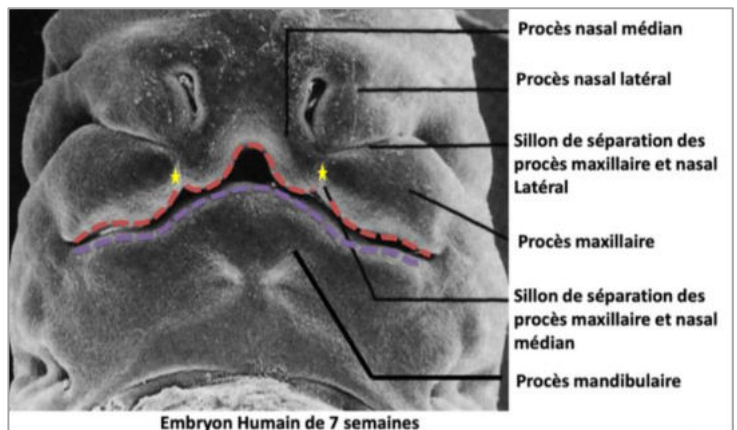 Procès nasal médian
Procès nasal latéral
Sillon de séparation des
procès maxillaire et nasal
Latéral
Procès maxillaire
Sillon de séparation des
procès maxillaire et nasal
médian
Procès mandibulaire
Embryon Humain de 7 semaines